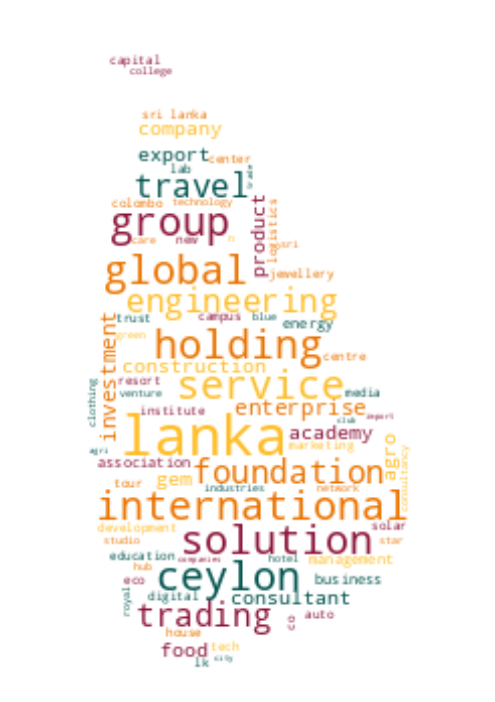 capital
college
sri lanka
company
export center
lab
travel trade
colombo technology
group product logistics
care new n sri
global jewellery
engineering
trust campus blue energy
green investment holding centre
construction
resort service
clothing venture media
institute enterprise club export
lanka academy
agri marketing agro consultancy
association foundation
tour gem industries network
international
development solution solar
studio star
education companies hotel management
hub
eco ceylon business
royal digital consultant
trading co auto
house
food tech
lk city